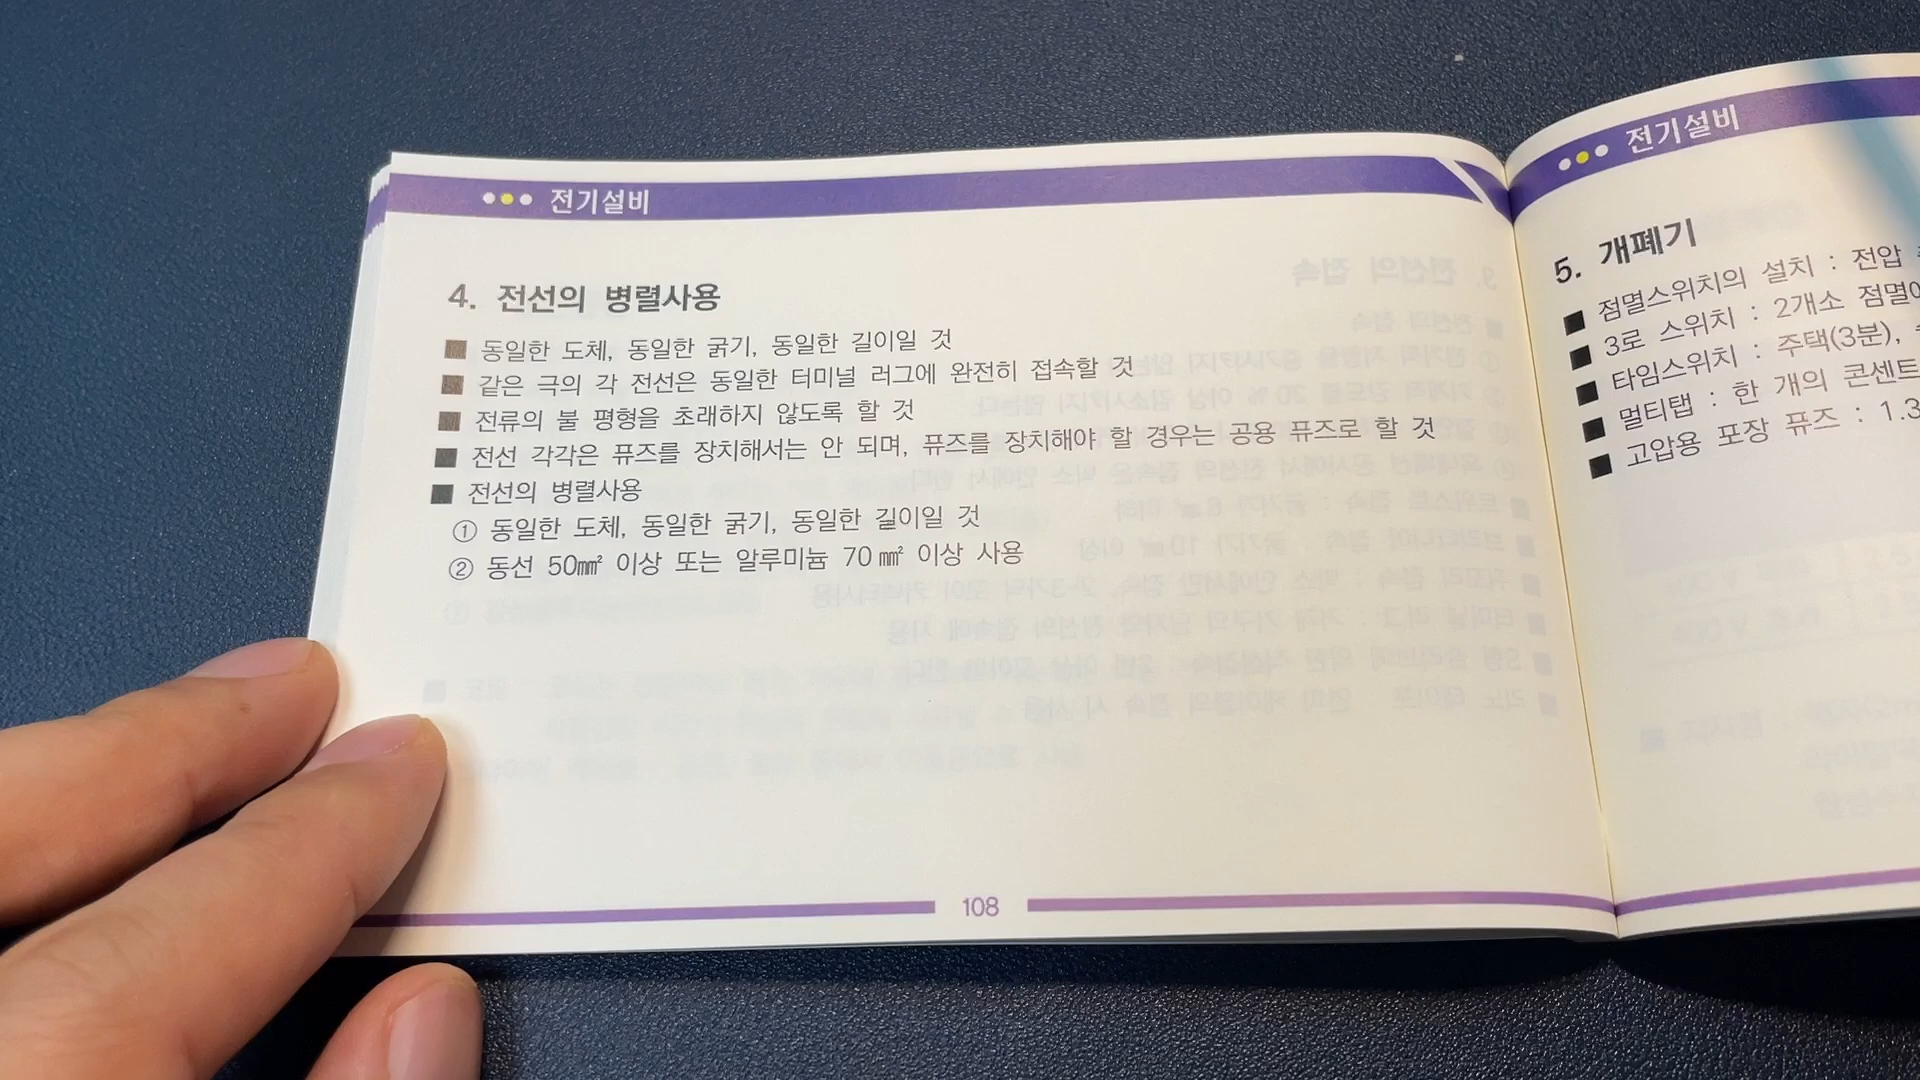 전기설비
4. 전선의 병렬사용
■ 동일한 도체, 동일한 굵기, 동일한 길이일 것
■ 같은 극의 각 전선은 동일한 터미널 러그에 완전히 접속할 것
■ 전류의 불 평형을 초래하지 않도록 할 것
■ 전선 각각은 퓨즈를 장치해서는 안 되며, 퓨즈를 장치해야 할 경우는 공용 퓨즈로 할 것
■ 전선의 병렬사용
① 동일한 도체, 동일한 굵기, 동일한 길이일 것
② 동선 50㎟ 이상 또는 알루미늄 70㎟ 이상 사용
108
전기설비
5. 개폐기
■ 점멸스위치의 설치 : 전압
■ 3로 스위치 : 2개소 점멸에
■ 타임스위치 : 주택(3분),
■ 멀티탭 : 한 개의 콘센트
■ 고압용 포장 퓨즈 : 1.3